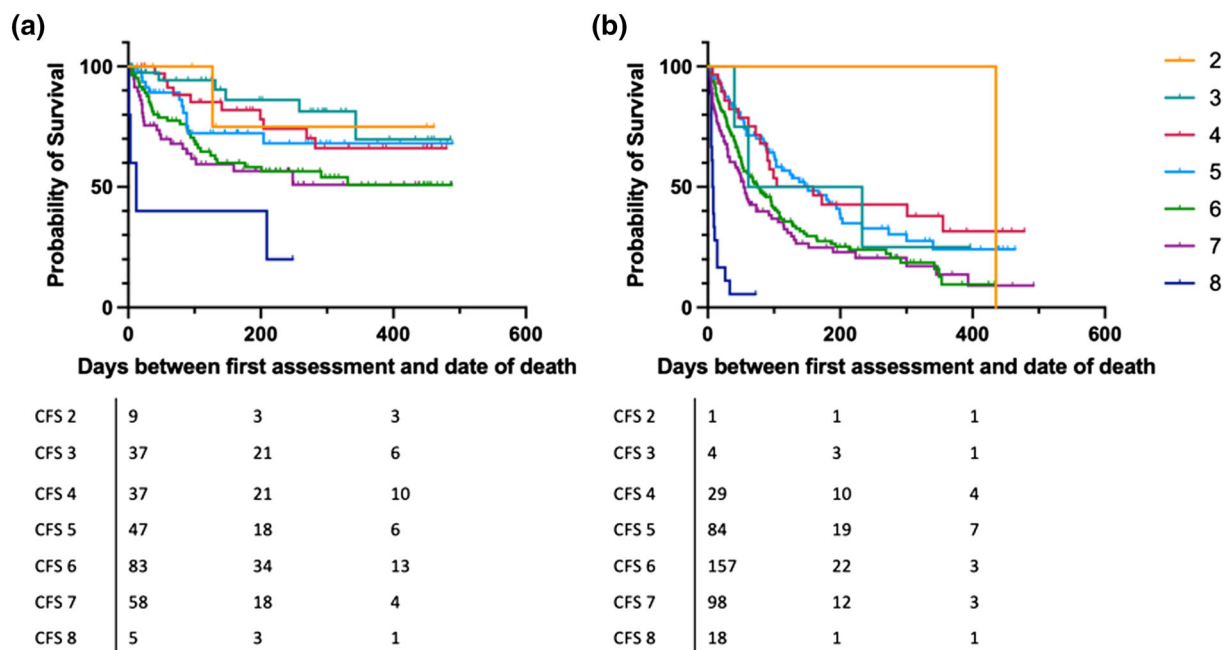 (a)
Probability of Survival
100
50
0
0 200 400 600
Days between first assessment and date of death
CFS 2 9 3 3
CFS 3 37 21 6
CFS 4 37 21 10
CFS 5 47 18 6
CFS 6 83 34 13
CFS 7 58 18 4
CFS 8 5 3 1
(b)
Probability of Survival
100
50
0
0 200 400 600
Days between first assessment and date of death
CFS 2 1 1 1
CFS 3 4 3 1
CFS 4 29 10 4
CFS 5 84 19 7
CFS 6 157 22 3
CFS 7 98 12 3
CFS 8 18 1 1
2
3
4
5
6
7
8